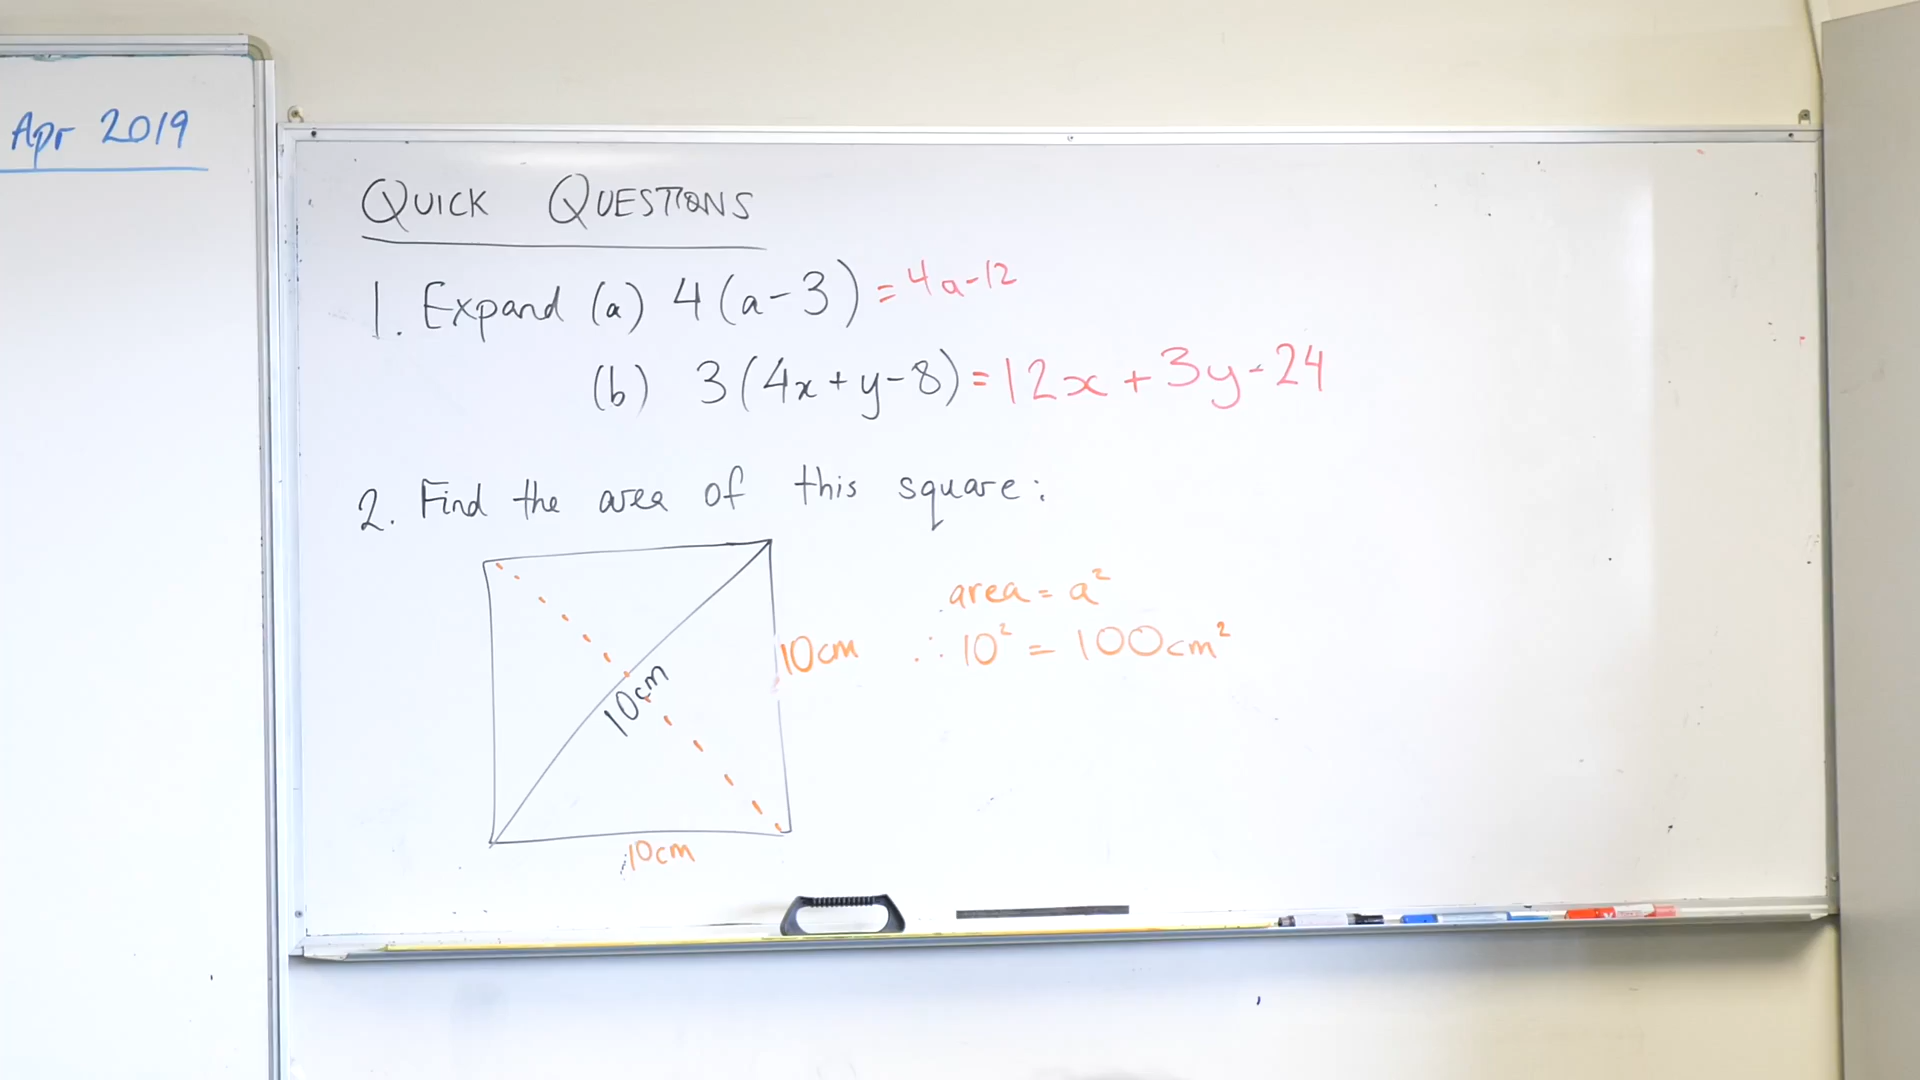 Apr 2019
QUICK QUESTIONS
1. Expand (a) 4(a-3) = 4a-12
(b) 3(4x+y-8) = 12x + 3y - 24
2. Find the area of this square:
area = a²
10cm ∴ 10² = 100cm²
10cm
10cm